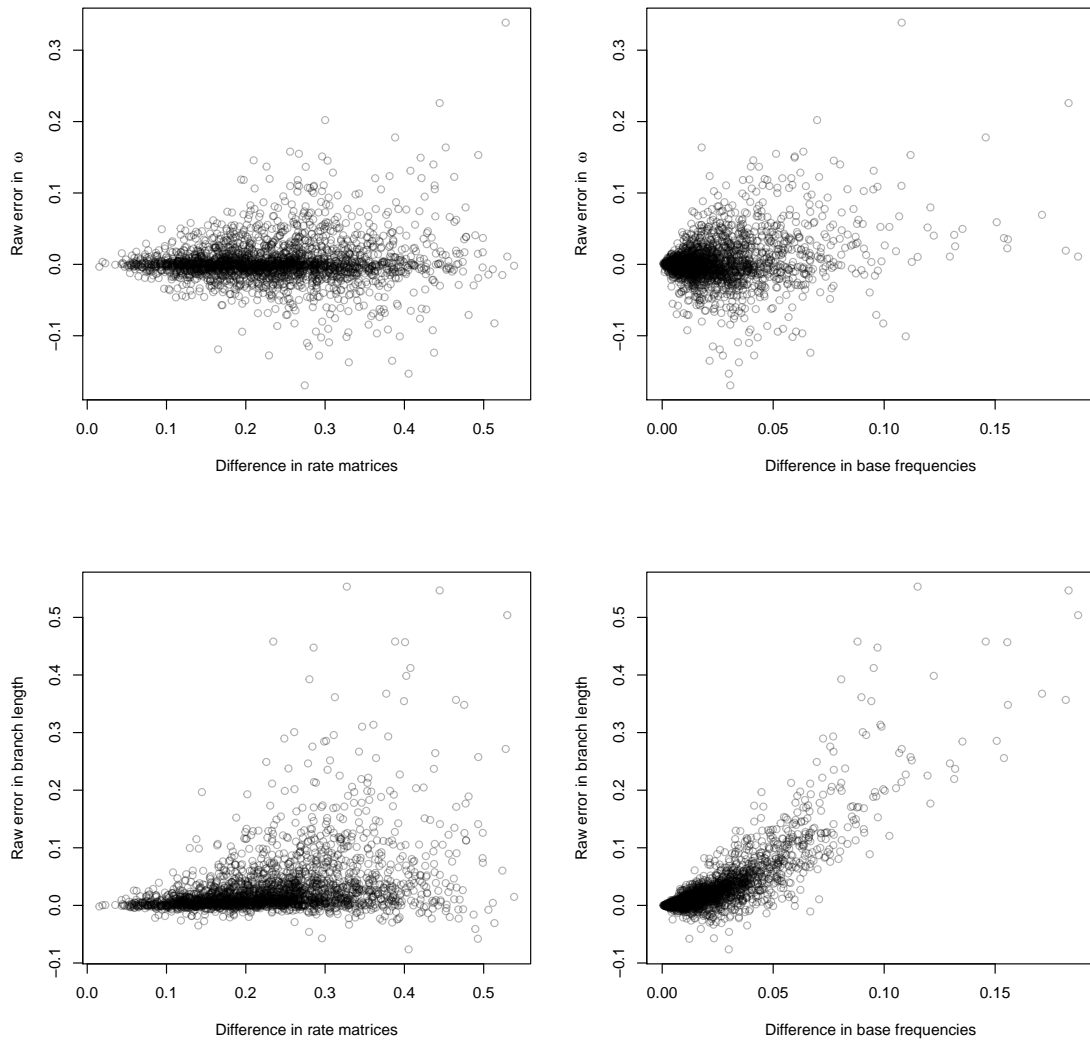 0.3
0.2
0.1
0.0
−0.1
Raw error in ω
0.0 0.1 0.2 0.3 0.4 0.5
Difference in rate matrices
0.3
0.2
0.1
0.0
−0.1
Raw error in ω
0.00 0.05 0.10 0.15
Difference in base frequencies
0.5
0.4
0.3
0.2
0.1
0.0
−0.1
Raw error in branch length
0.0 0.1 0.2 0.3 0.4 0.5
Difference in rate matrices
0.5
0.4
0.3
0.2
0.1
0.0
−0.1
Raw error in branch length
0.00 0.05 0.10 0.15
Difference in base frequencies